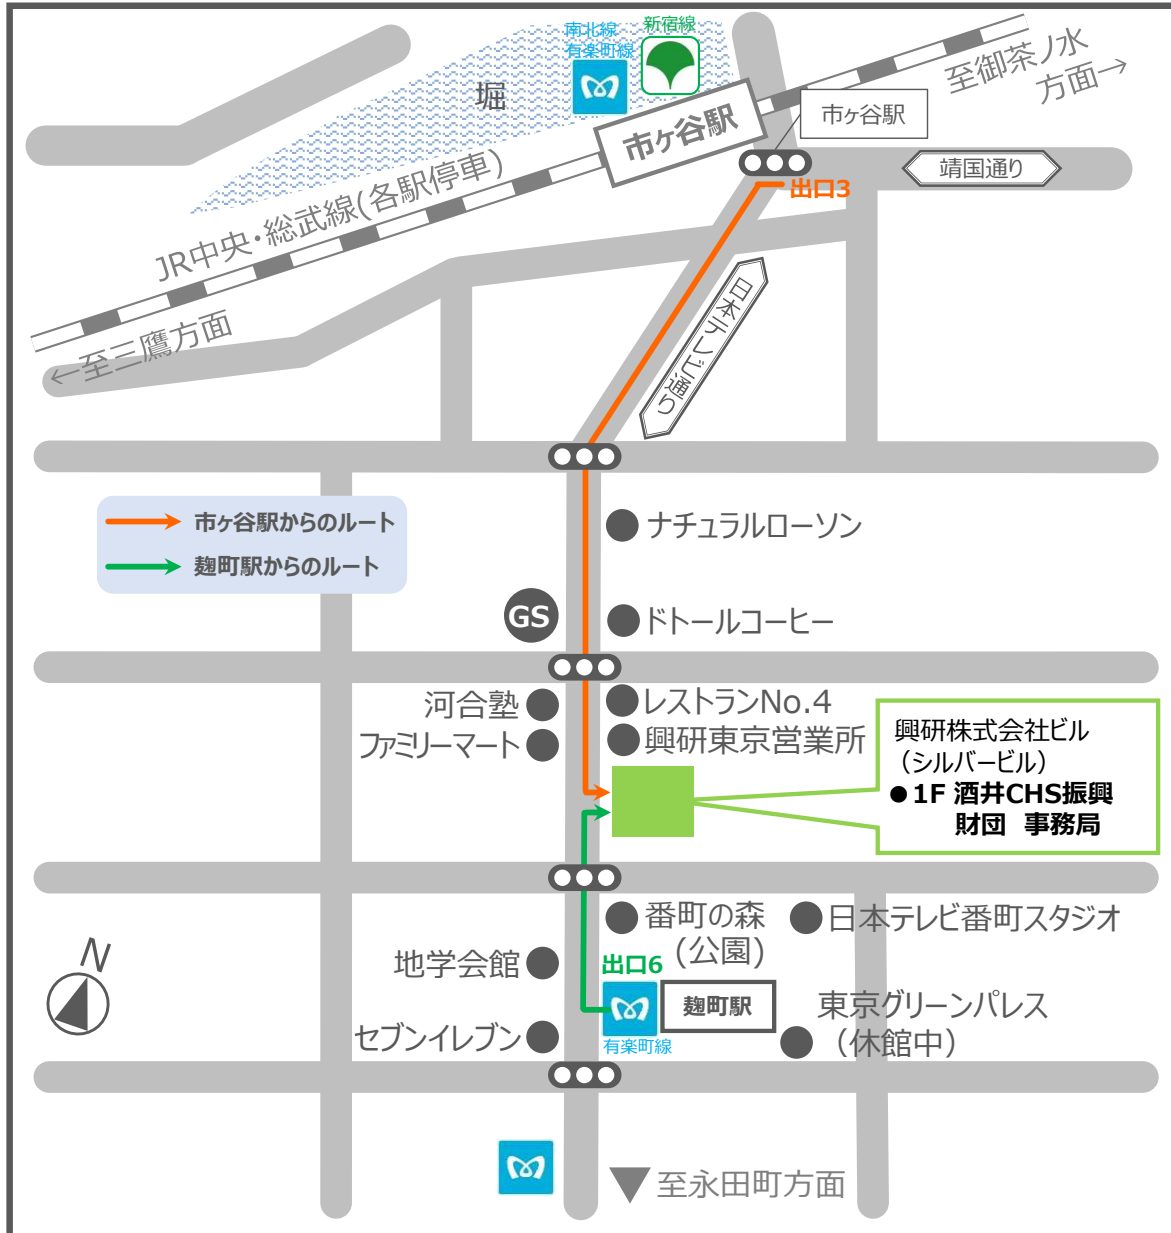 南北線
有楽町線
新宿線
堀
市ヶ谷駅
至御茶ノ水
方面→
市ヶ谷駅
靖国通り
出口3
JR中央・総武線(各駅停車)
←至三鷹方面
日本テレビ通り
市ヶ谷駅からのルート
麹町駅からのルート
ナチュラルローソン
GS
ドトールコーヒー
河合塾
レストランNo.4
ファミリーマート
興研東京営業所
興研株式会社ビル
（シルバービル）
●1F 酒井CHS振興
財団 事務局
番町の森
(公園)
日本テレビ番町スタジオ
N
地学会館
出口6
麹町駅
有楽町線
東京グリーンパレス
（休館中）
セブンイレブン
▼至永田町方面